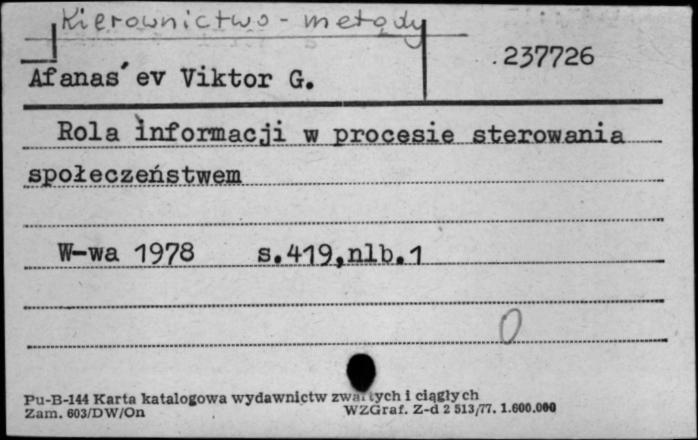 Kierownictwo - metody
237726
Afanas'ev Viktor G.
Rola informacji w procesie sterowania
społeczeństwem
W-wa 1978 s.419,nlb.1
0
Pu-B-144 Karta katalogowa wydawnictw zwartych i ciągłych
Zam. 603/DW/On WZGraf. Z-d 2 513/77. 1.600.000